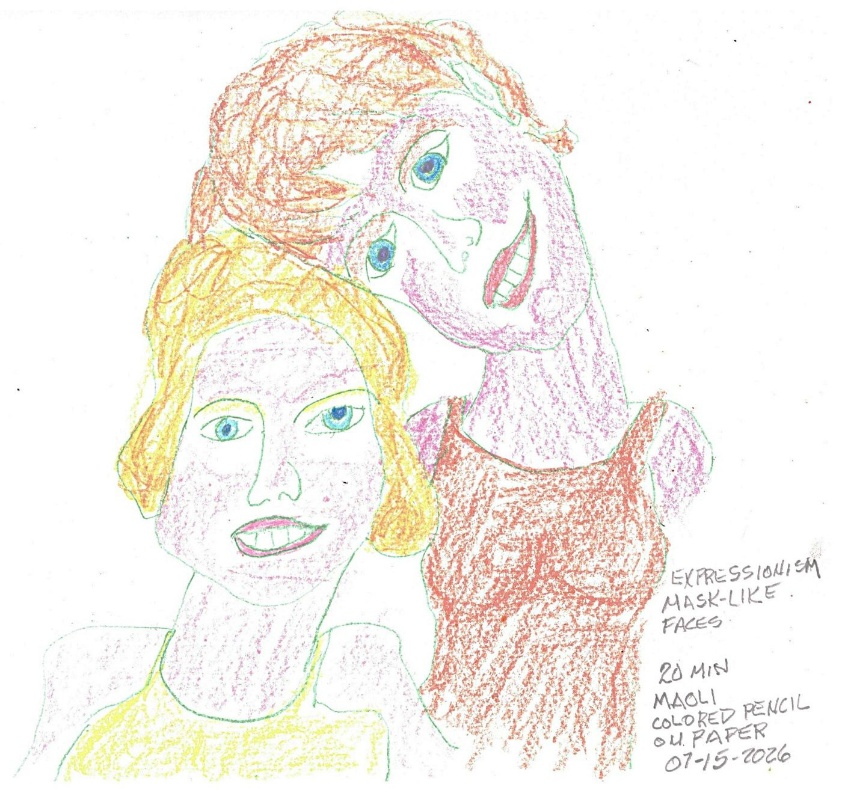 EXPRESSIONISM
MASK-LIKE
FACES
20 MIN
MAOLI
COLORED PENCIL
ON PAPER
07-15-2026